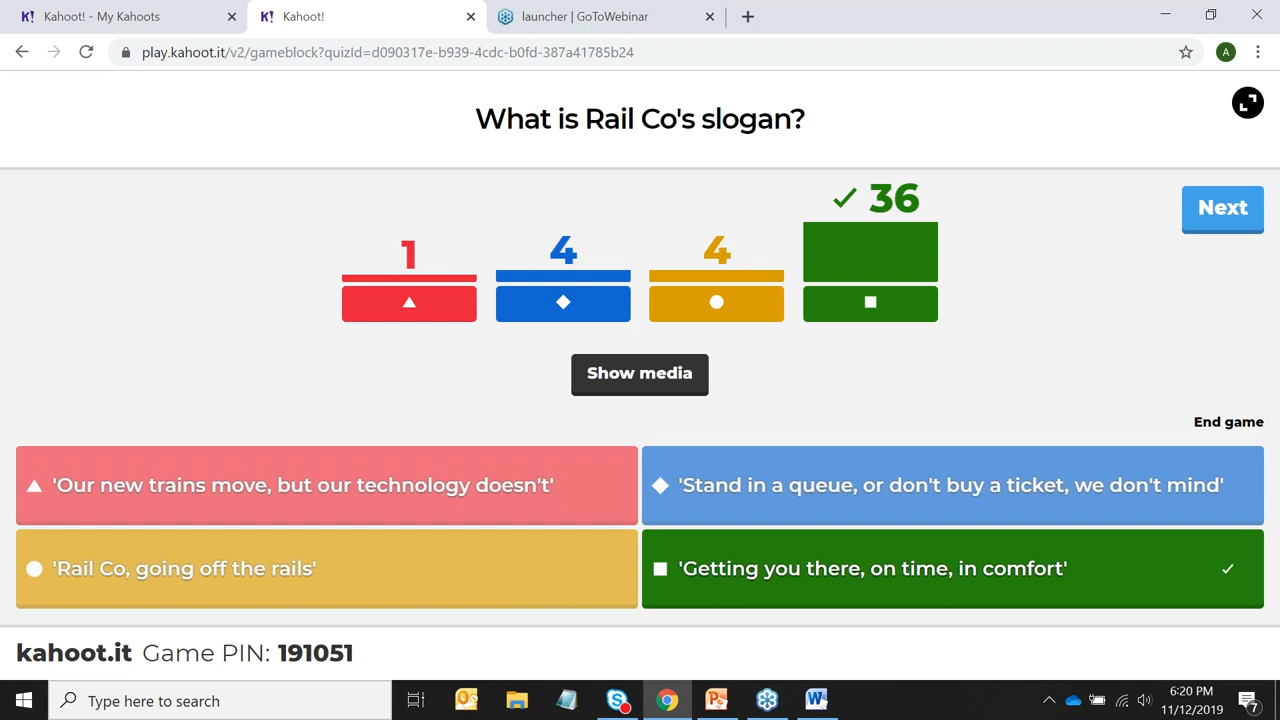 K! Kahoot! - My Kahoots
K! Kahoot!
launcher | GoToWebinar
play.kahoot.it/v2/gameblock?quizId=d090317e-b939-4cdc-b0fd-387a41785b24
A
What is Rail Co's slogan?
1
4
4
36
Next
Show media
End game
'Our new trains move, but our technology doesn't'
'Stand in a queue, or don't buy a ticket, we don't mind'
'Rail Co, going off the rails'
'Getting you there, on time, in comfort'
kahoot.it Game PIN: 191051
Type here to search
6:20 PM
11/12/2019
7